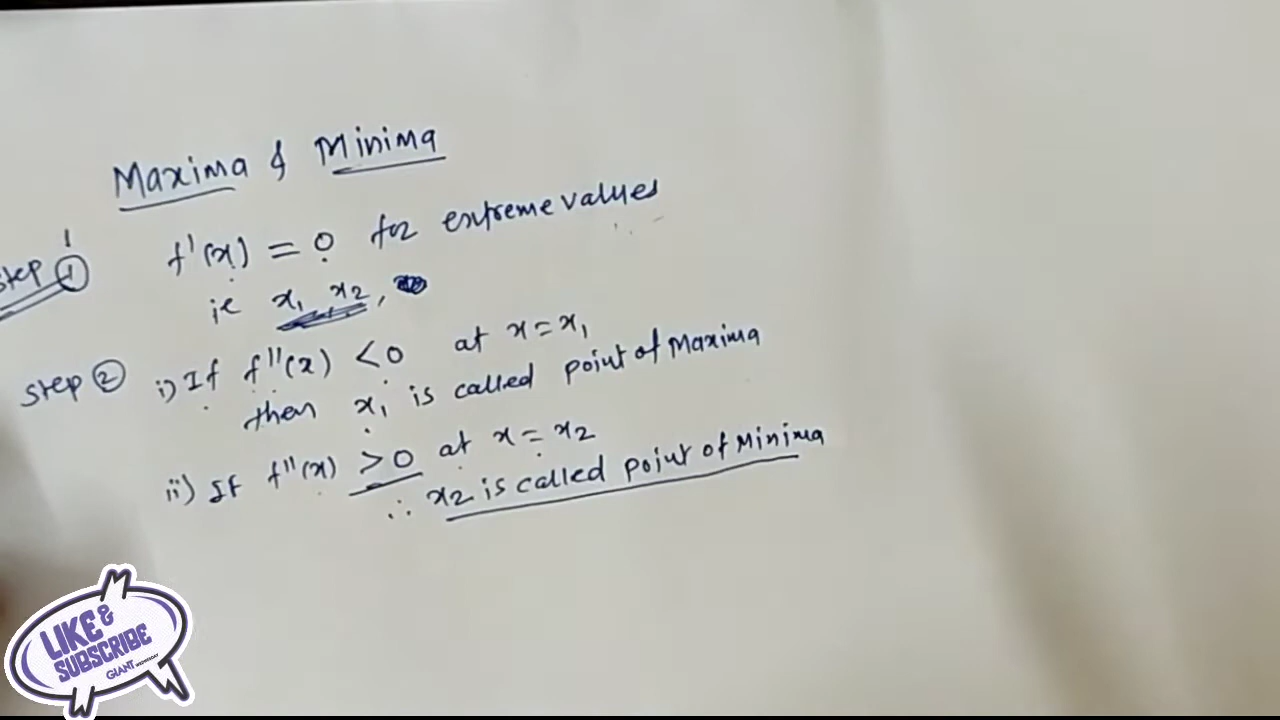 Maxima & Minima
Step ① f'(x) = 0 for extreme values
ie x₁ x₂,
Step ② i) If f''(x) <0 at x=x₁
then x₁ is called point of Maxima
ii) If f''(x) >0 at x=x₂
∴ x₂ is called point of Minima
LIKE &
SUBSCRIBE
GIANT